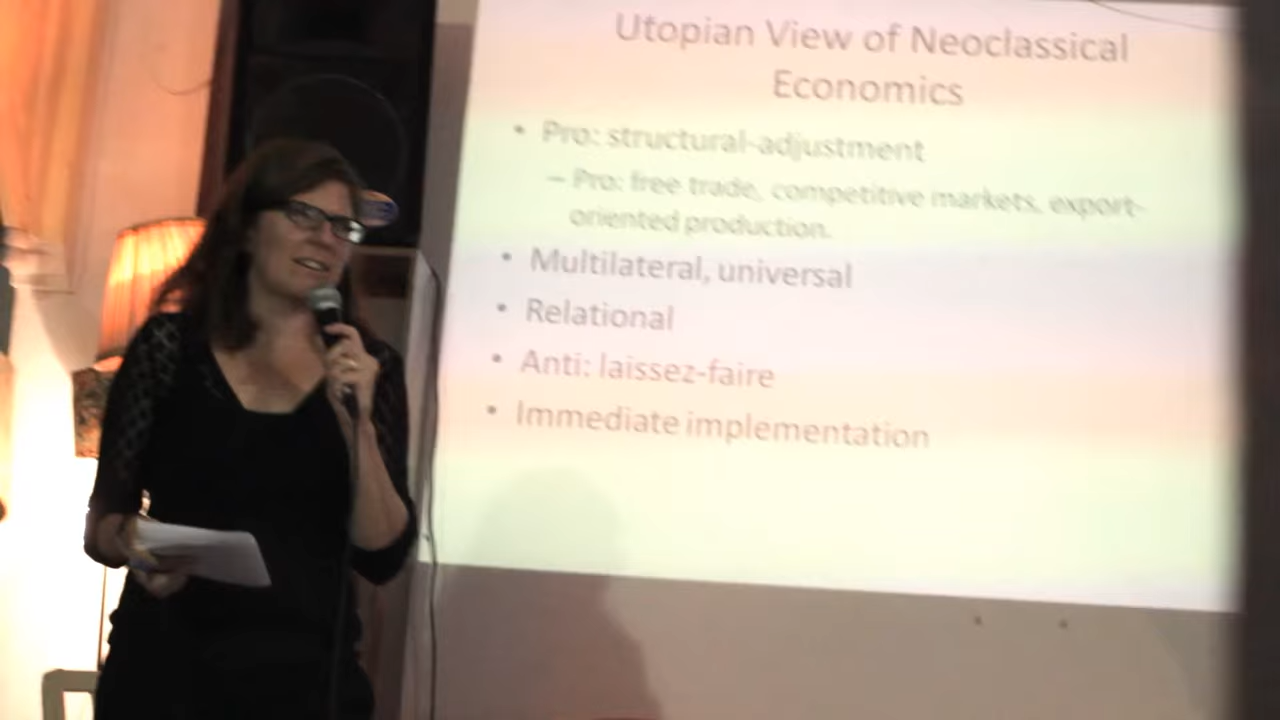 Utopian View of Neoclassical
Economics
• Pro: structural-adjustment
– Pro: free trade, competitive markets, export-
oriented production.
• Multilateral, universal
• Relational
• Anti: laissez-faire
• Immediate implementation